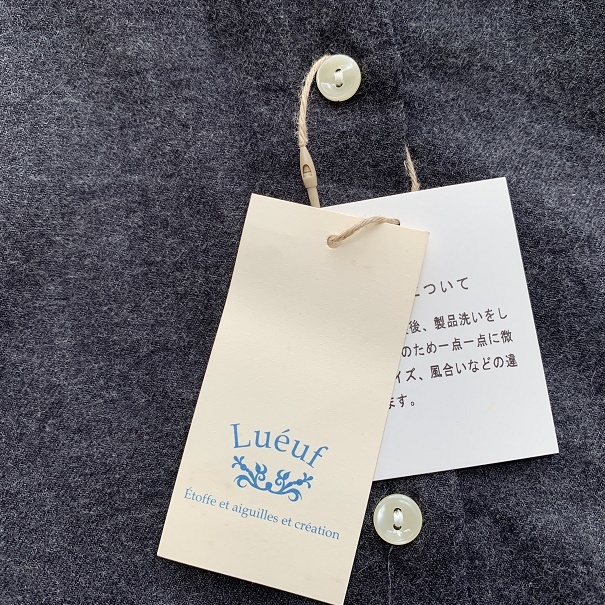 Luéuf
Étoffe et aiguilles et création
について
後、製品洗いをし
のため一点一点に微
イズ、風合いなどの違
ます。